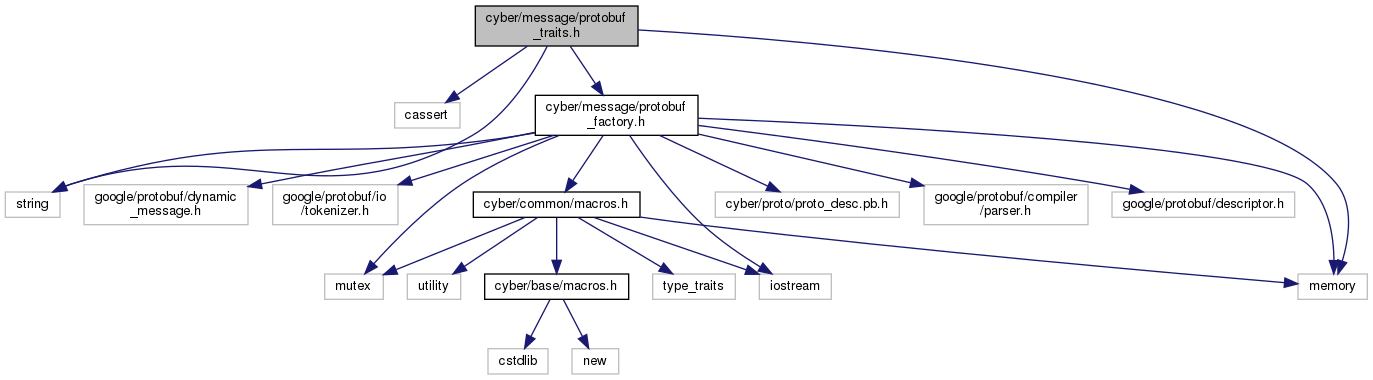 cyber/message/protobuf
_traits.h
cassert
cyber/message/protobuf
_factory.h
string
google/protobuf/dynamic
_message.h
google/protobuf/io
/tokenizer.h
cyber/common/macros.h
cyber/proto/proto_desc.pb.h
google/protobuf/compiler
/parser.h
google/protobuf/descriptor.h
mutex
utility
cyber/base/macros.h
type_traits
iostream
memory
cstdlib
new